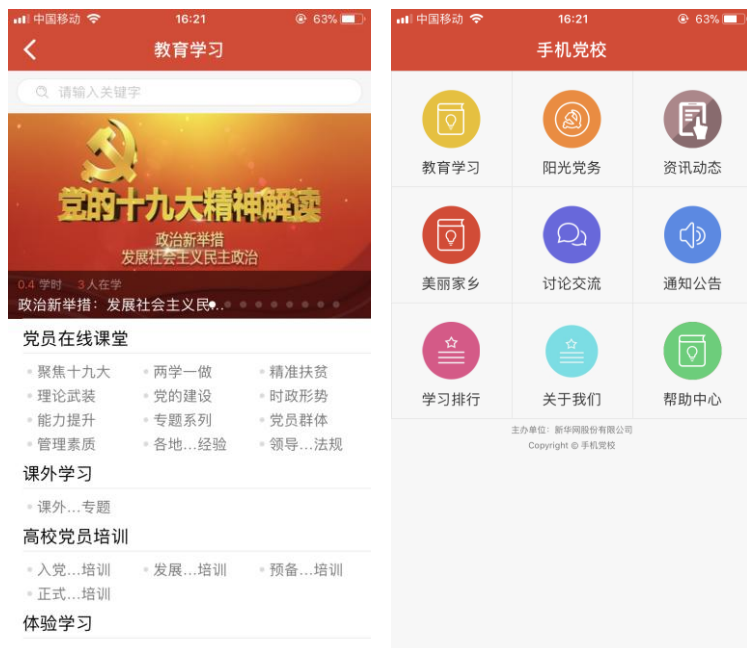 中国移动 16:21 63%
教育学习
请输入关键字
党的十九大精神解读
政治新举措
发展社会主义民主政治
0.4 学时 3人在学
政治新举措：发展社会主义民...
党员在线课堂
聚焦十九大 两学一做 精准扶贫
理论武装 党的建设 时政形势
能力提升 专题系列 党员群体
管理素质 各地...经验 领导...法规
课外学习
课外...专题
高校党员培训
入党...培训 发展...培训 预备...培训
正式...培训
体验学习
中国移动 16:21 63%
手机党校
教育学习 阳光党务 资讯动态
美丽家乡 讨论交流 通知公告
学习排行 关于我们 帮助中心
主办单位：新华网股份有限公司
Copyright © 手机党校